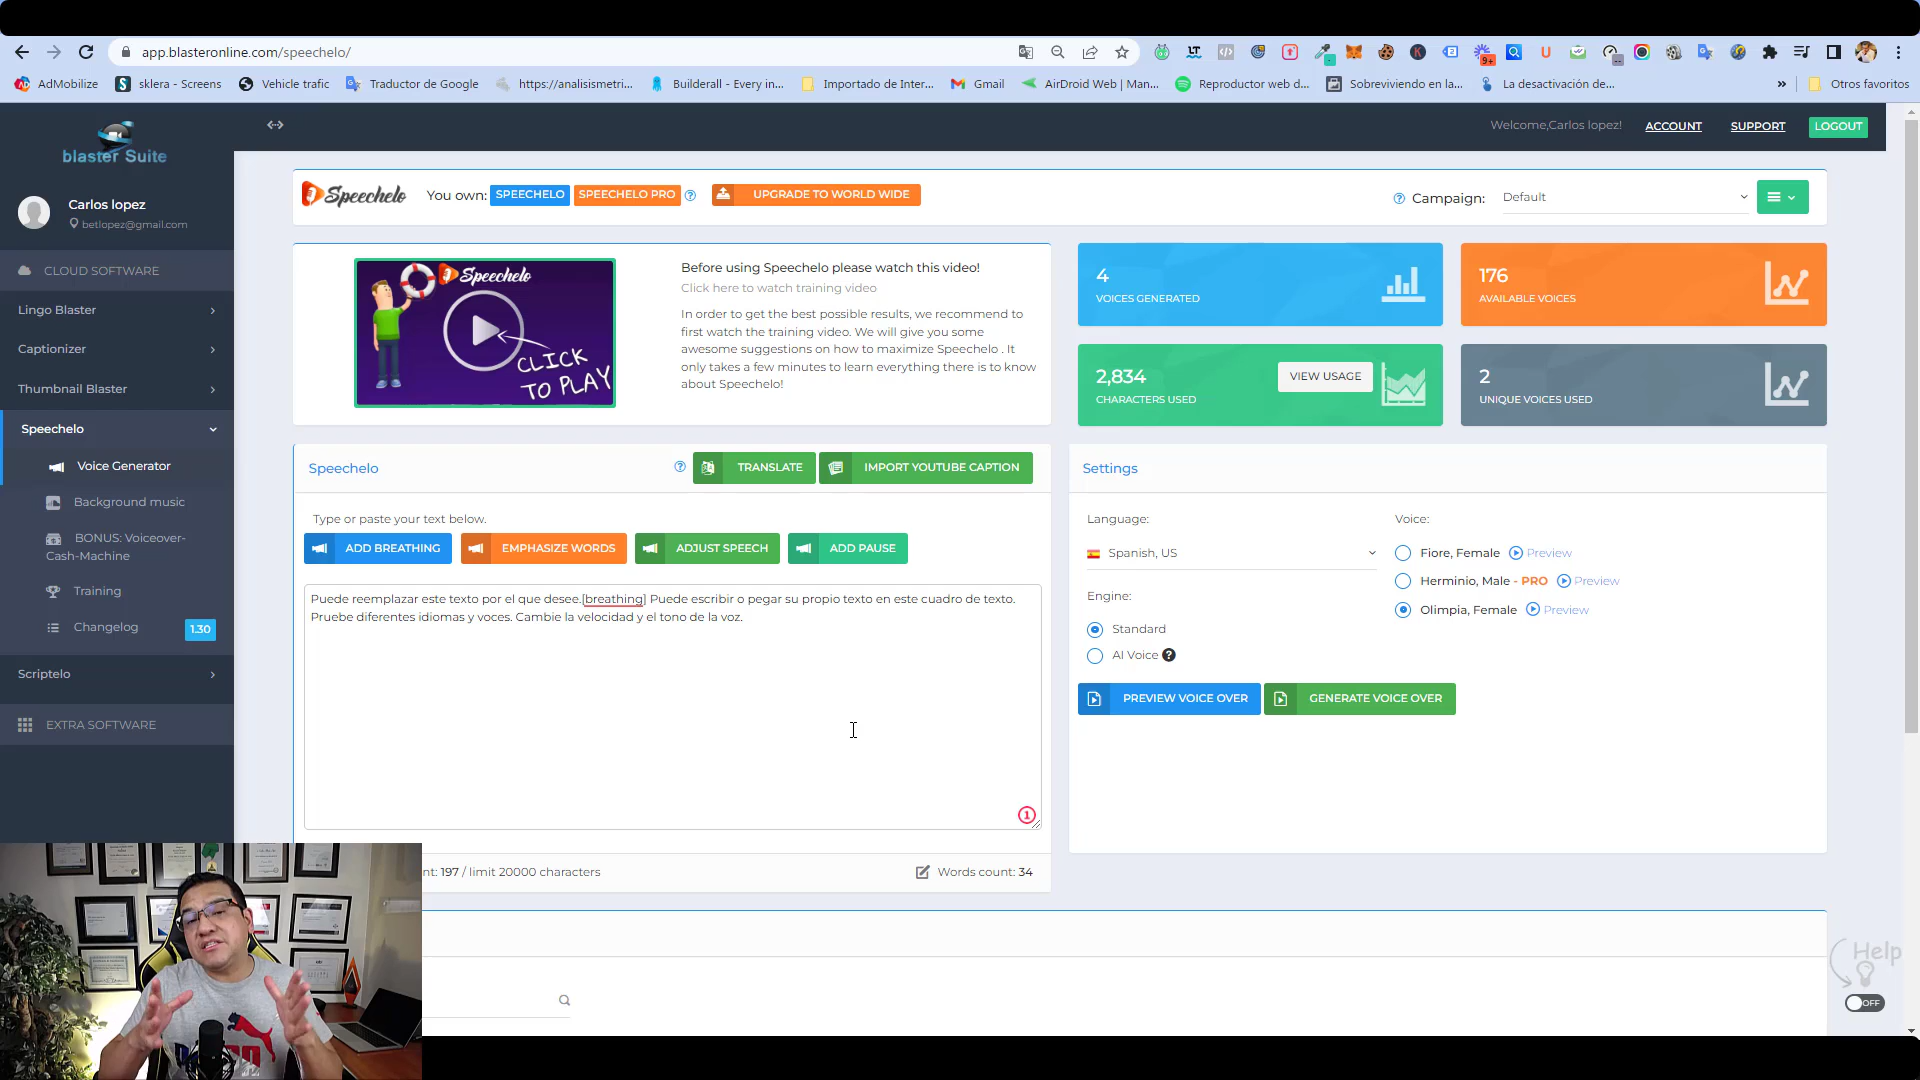 app.blasteronline.com/speechelo/
AdMobilize
sklera - Screens
Vehicle trafic
Traductor de Google
https://analisismetri...
Builderall - Every in...
Importado de Inter...
Gmail
AirDroid Web | Man...
Reproductor web d...
Sobreviviendo en la...
La desactivación de...
»
Otros favoritos
blaster Suite
Welcome,Carlos lopez!
ACCOUNT
SUPPORT
LOGOUT
Carlos lopez
betlopez@gmail.com
CLOUD SOFTWARE
Lingo Blaster
Captionizer
Thumbnail Blaster
Speechelo
Voice Generator
Background music
BONUS: Voiceover-
Cash-Machine
Training
Changelog
1.30
Scriptelo
EXTRA SOFTWARE
Speechelo
You own:
SPEECHELO
SPEECHELO PRO
UPGRADE TO WORLD WIDE
Campaign:
Default
Speechelo
CLICK
TO PLAY
Before using Speechelo please watch this video!
Click here to watch training video
In order to get the best possible results, we recommend to
first watch the training video. We will give you some
awesome suggestions on how to maximize Speechelo . It
only takes a few minutes to learn everything there is to know
about Speechelo!
4
VOICES GENERATED
176
AVAILABLE VOICES
2,834
CHARACTERS USED
VIEW USAGE
2
UNIQUE VOICES USED
Speechelo
TRANSLATE
IMPORT YOUTUBE CAPTION
Type or paste your text below.
ADD BREATHING
EMPHASIZE WORDS
ADJUST SPEECH
ADD PAUSE
Puede reemplazar este texto por el que desee.[breathing] Puede escribir o pegar su propio texto en este cuadro de texto.
Pruebe diferentes idiomas y voces. Cambie la velocidad y el tono de la voz.
1
nt: 197 / limit 20000 characters
Words count: 34
Settings
Language:
Spanish, US
Engine:
Standard
AI Voice
Voice:
Fiore, Female
Preview
Herminio, Male - PRO
Preview
Olimpia, Female
Preview
PREVIEW VOICE OVER
GENERATE VOICE OVER
Help
OFF